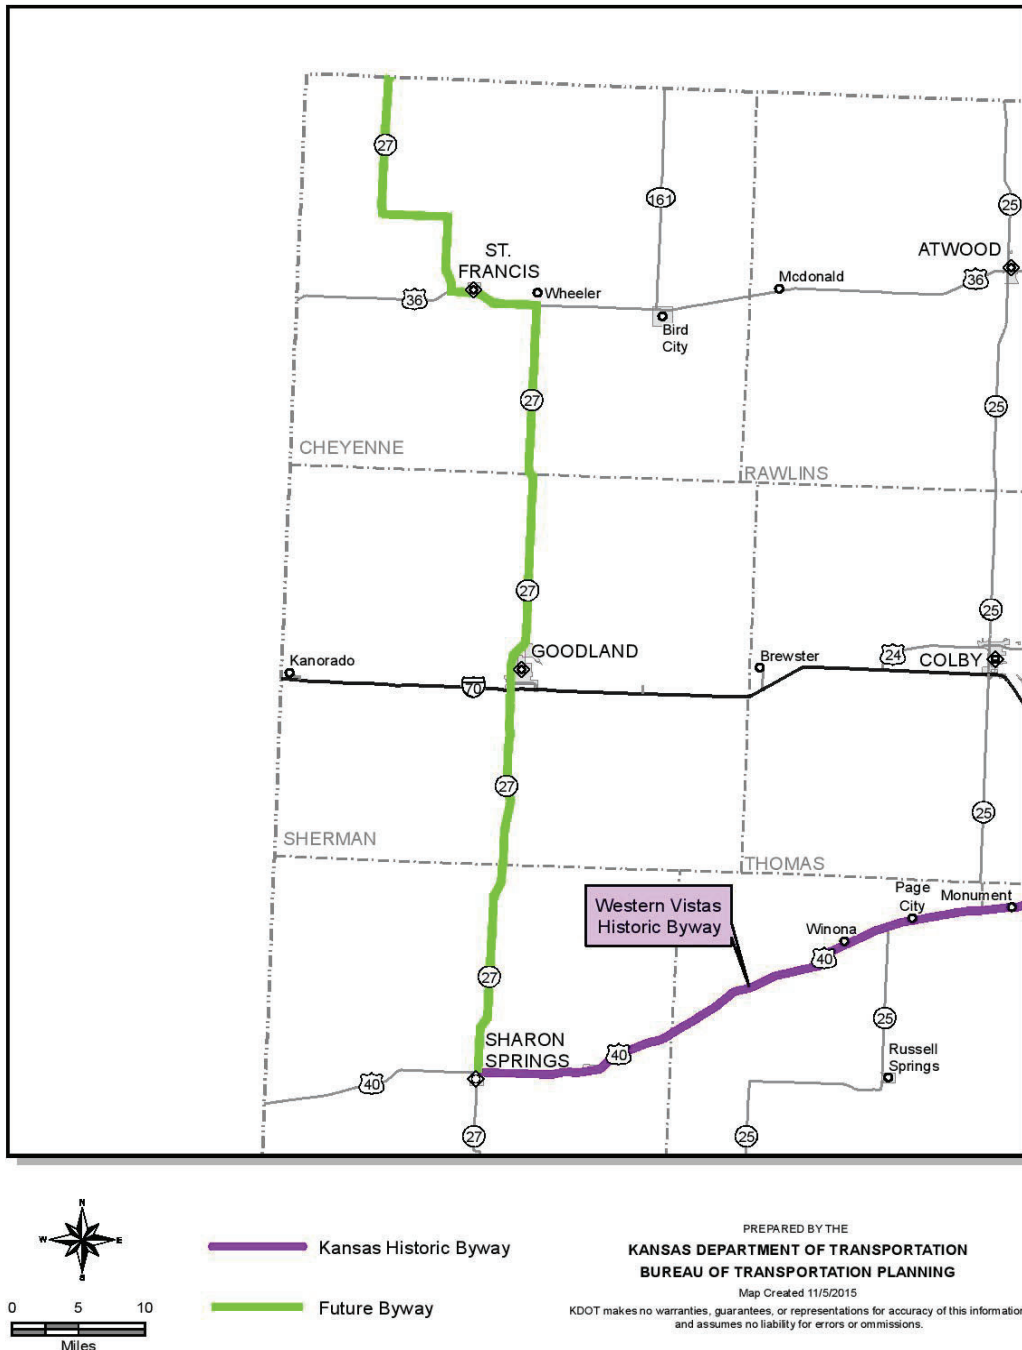 27
161
25
ST.
FRANCIS
ATWOOD
36
Wheeler
36
Mcdonald
Bird
City
27
25
CHEYENNE
RAWLINS
27
25
GOODLAND
Kanorado
70
Brewster
24
COLBY
27
25
SHERMAN
THOMAS
Western Vistas
Historic Byway
Page
City
Monument
Winona
40
27
25
SHARON
SPRINGS
40
Russell
Springs
40
27
25
N
W
E
S
Kansas Historic Byway
Future Byway
0 5 10
Miles
PREPARED BY THE
KANSAS DEPARTMENT OF TRANSPORTATION
BUREAU OF TRANSPORTATION PLANNING
Map Created 11/5/2015
KDOT makes no warranties, guarantees, or representations for accuracy of this information
and assumes no liability for errors or ommissions.